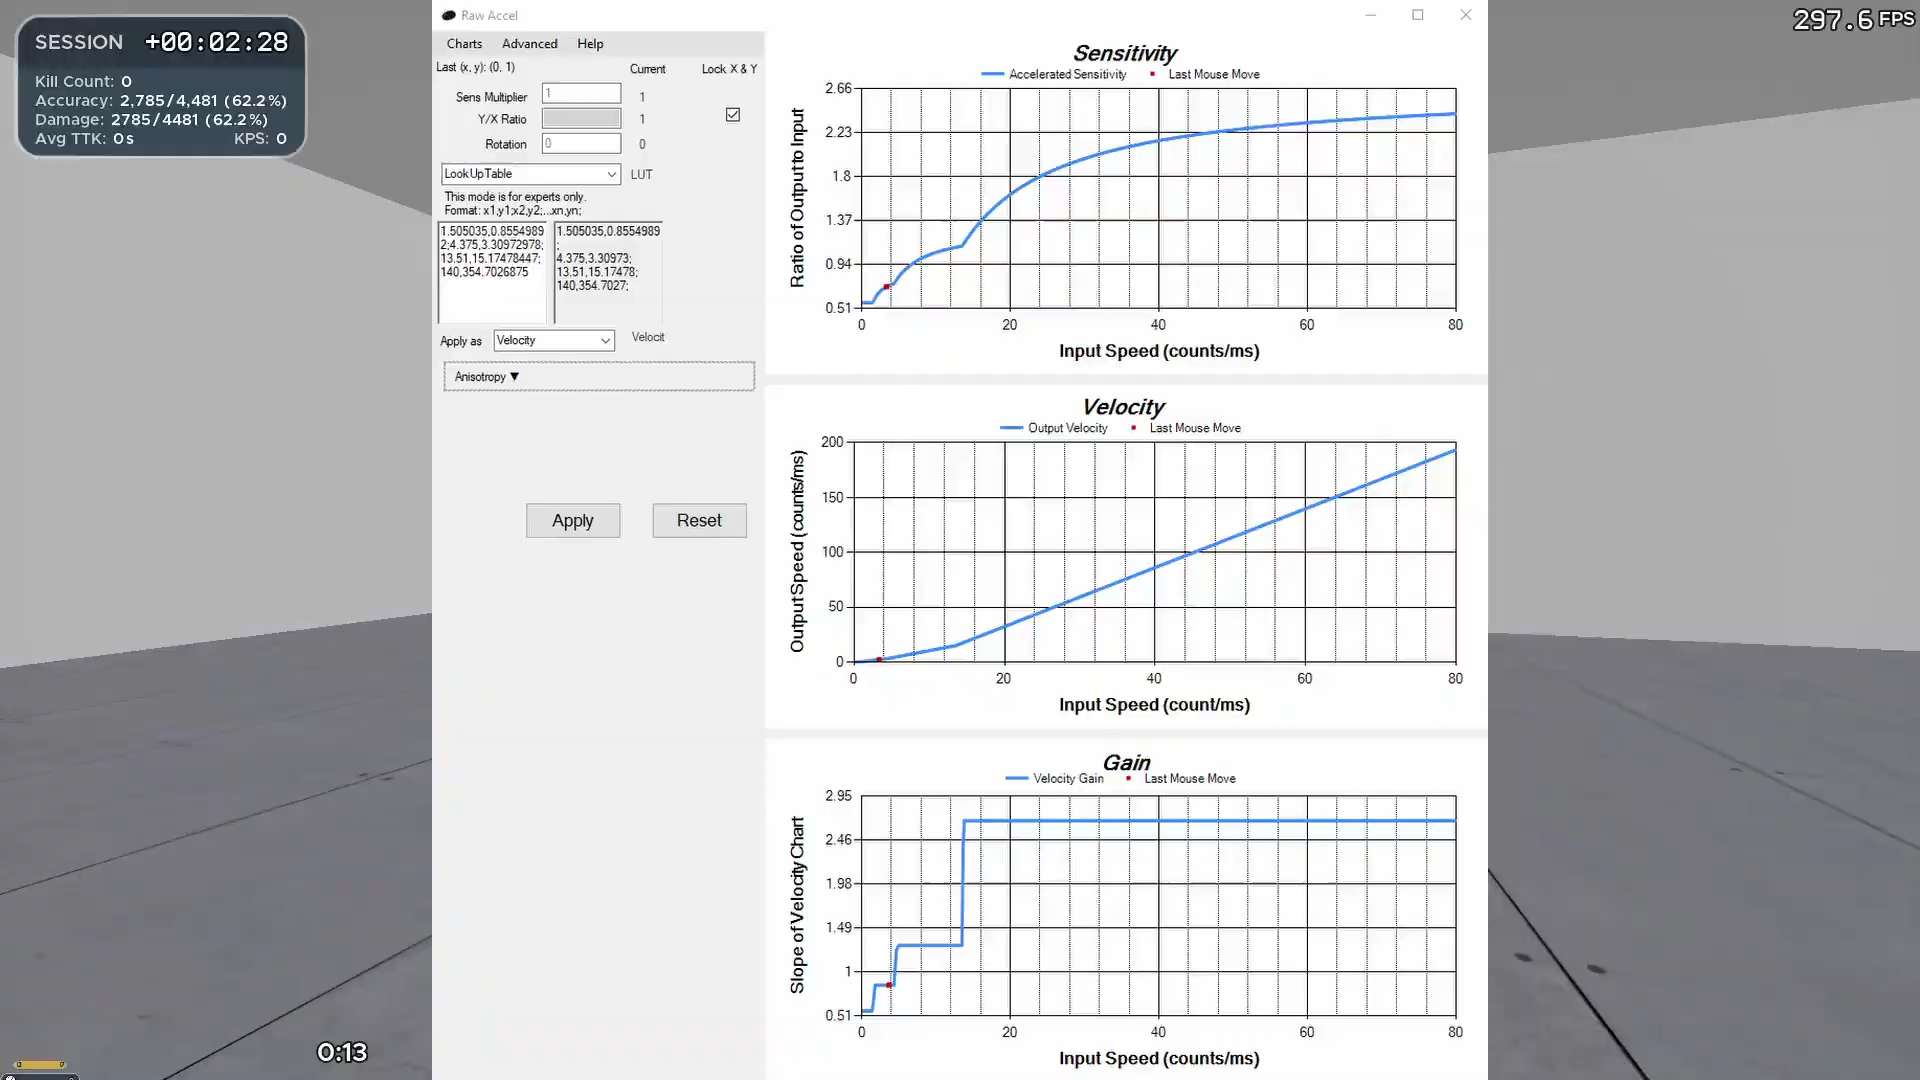 SESSION +00:02:28
Kill Count: 0
Accuracy: 2,785/4,481 (62.2%)
Damage: 2785/4481 (62.2%)
Avg TTK: 0s KPS: 0
297.6 FPS
Raw Accel
Charts Advanced Help
Last (x, y): (0, 1)
Current
Lock X & Y
Sens Multiplier 1 1
Y/X Ratio 1
Rotation 0 0
LookUpTable LUT
This mode is for experts only.
Format: x1,y1;x2,y2;...xn,yn;
1.505035,0.8554989
2;4.375,3.30972978;
13.51,15.17478447;
140,354.7026875
1.505035,0.8554989
;
4.375,3.30973;
13.51,15.17478;
140,354.7027;
Apply as Velocity Velocit
Anisotropy ▼
Apply Reset
Sensitivity
Accelerated Sensitivity Last Mouse Move
Ratio of Output to Input
2.66
2.23
1.8
1.37
0.94
0.51
0 20 40 60 80
Input Speed (counts/ms)
Velocity
Output Velocity Last Mouse Move
Output Speed (counts/ms)
200
150
100
50
0
0 20 40 60 80
Input Speed (count/ms)
Gain
Velocity Gain Last Mouse Move
Slope of Velocity Chart
2.95
2.46
1.98
1.49
1
0.51
0 20 40 60 80
Input Speed (counts/ms)
0:13